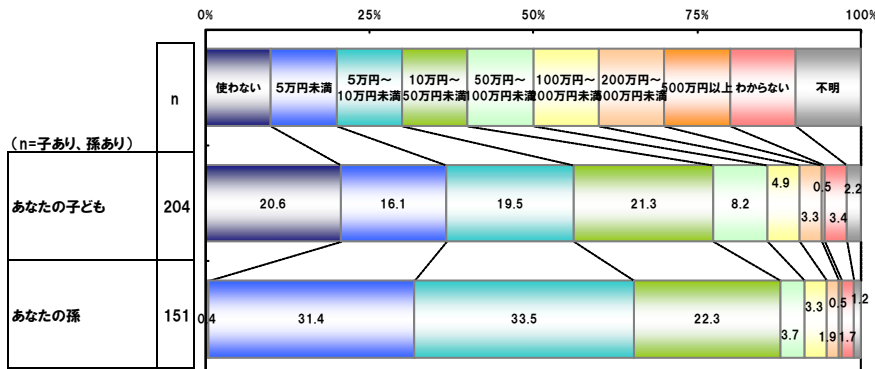 0%
25%
50%
75%
100%
n
使わない
5万円未満
5万円～
10万円未満
10万円～
50万円未満
50万円～
100万円未満
100万円～
200万円未満
200万円～
500万円未満
500万円以上
わからない
不明
(n=子あり、孫あり)
あなたの子ども
204
20.6
16.1
19.5
21.3
8.2
4.9
3.3
0.5
3.4
2.2
あなたの孫
151
0.4
31.4
33.5
22.3
3.7
3.3
1.9
0.5
1.7
1.2